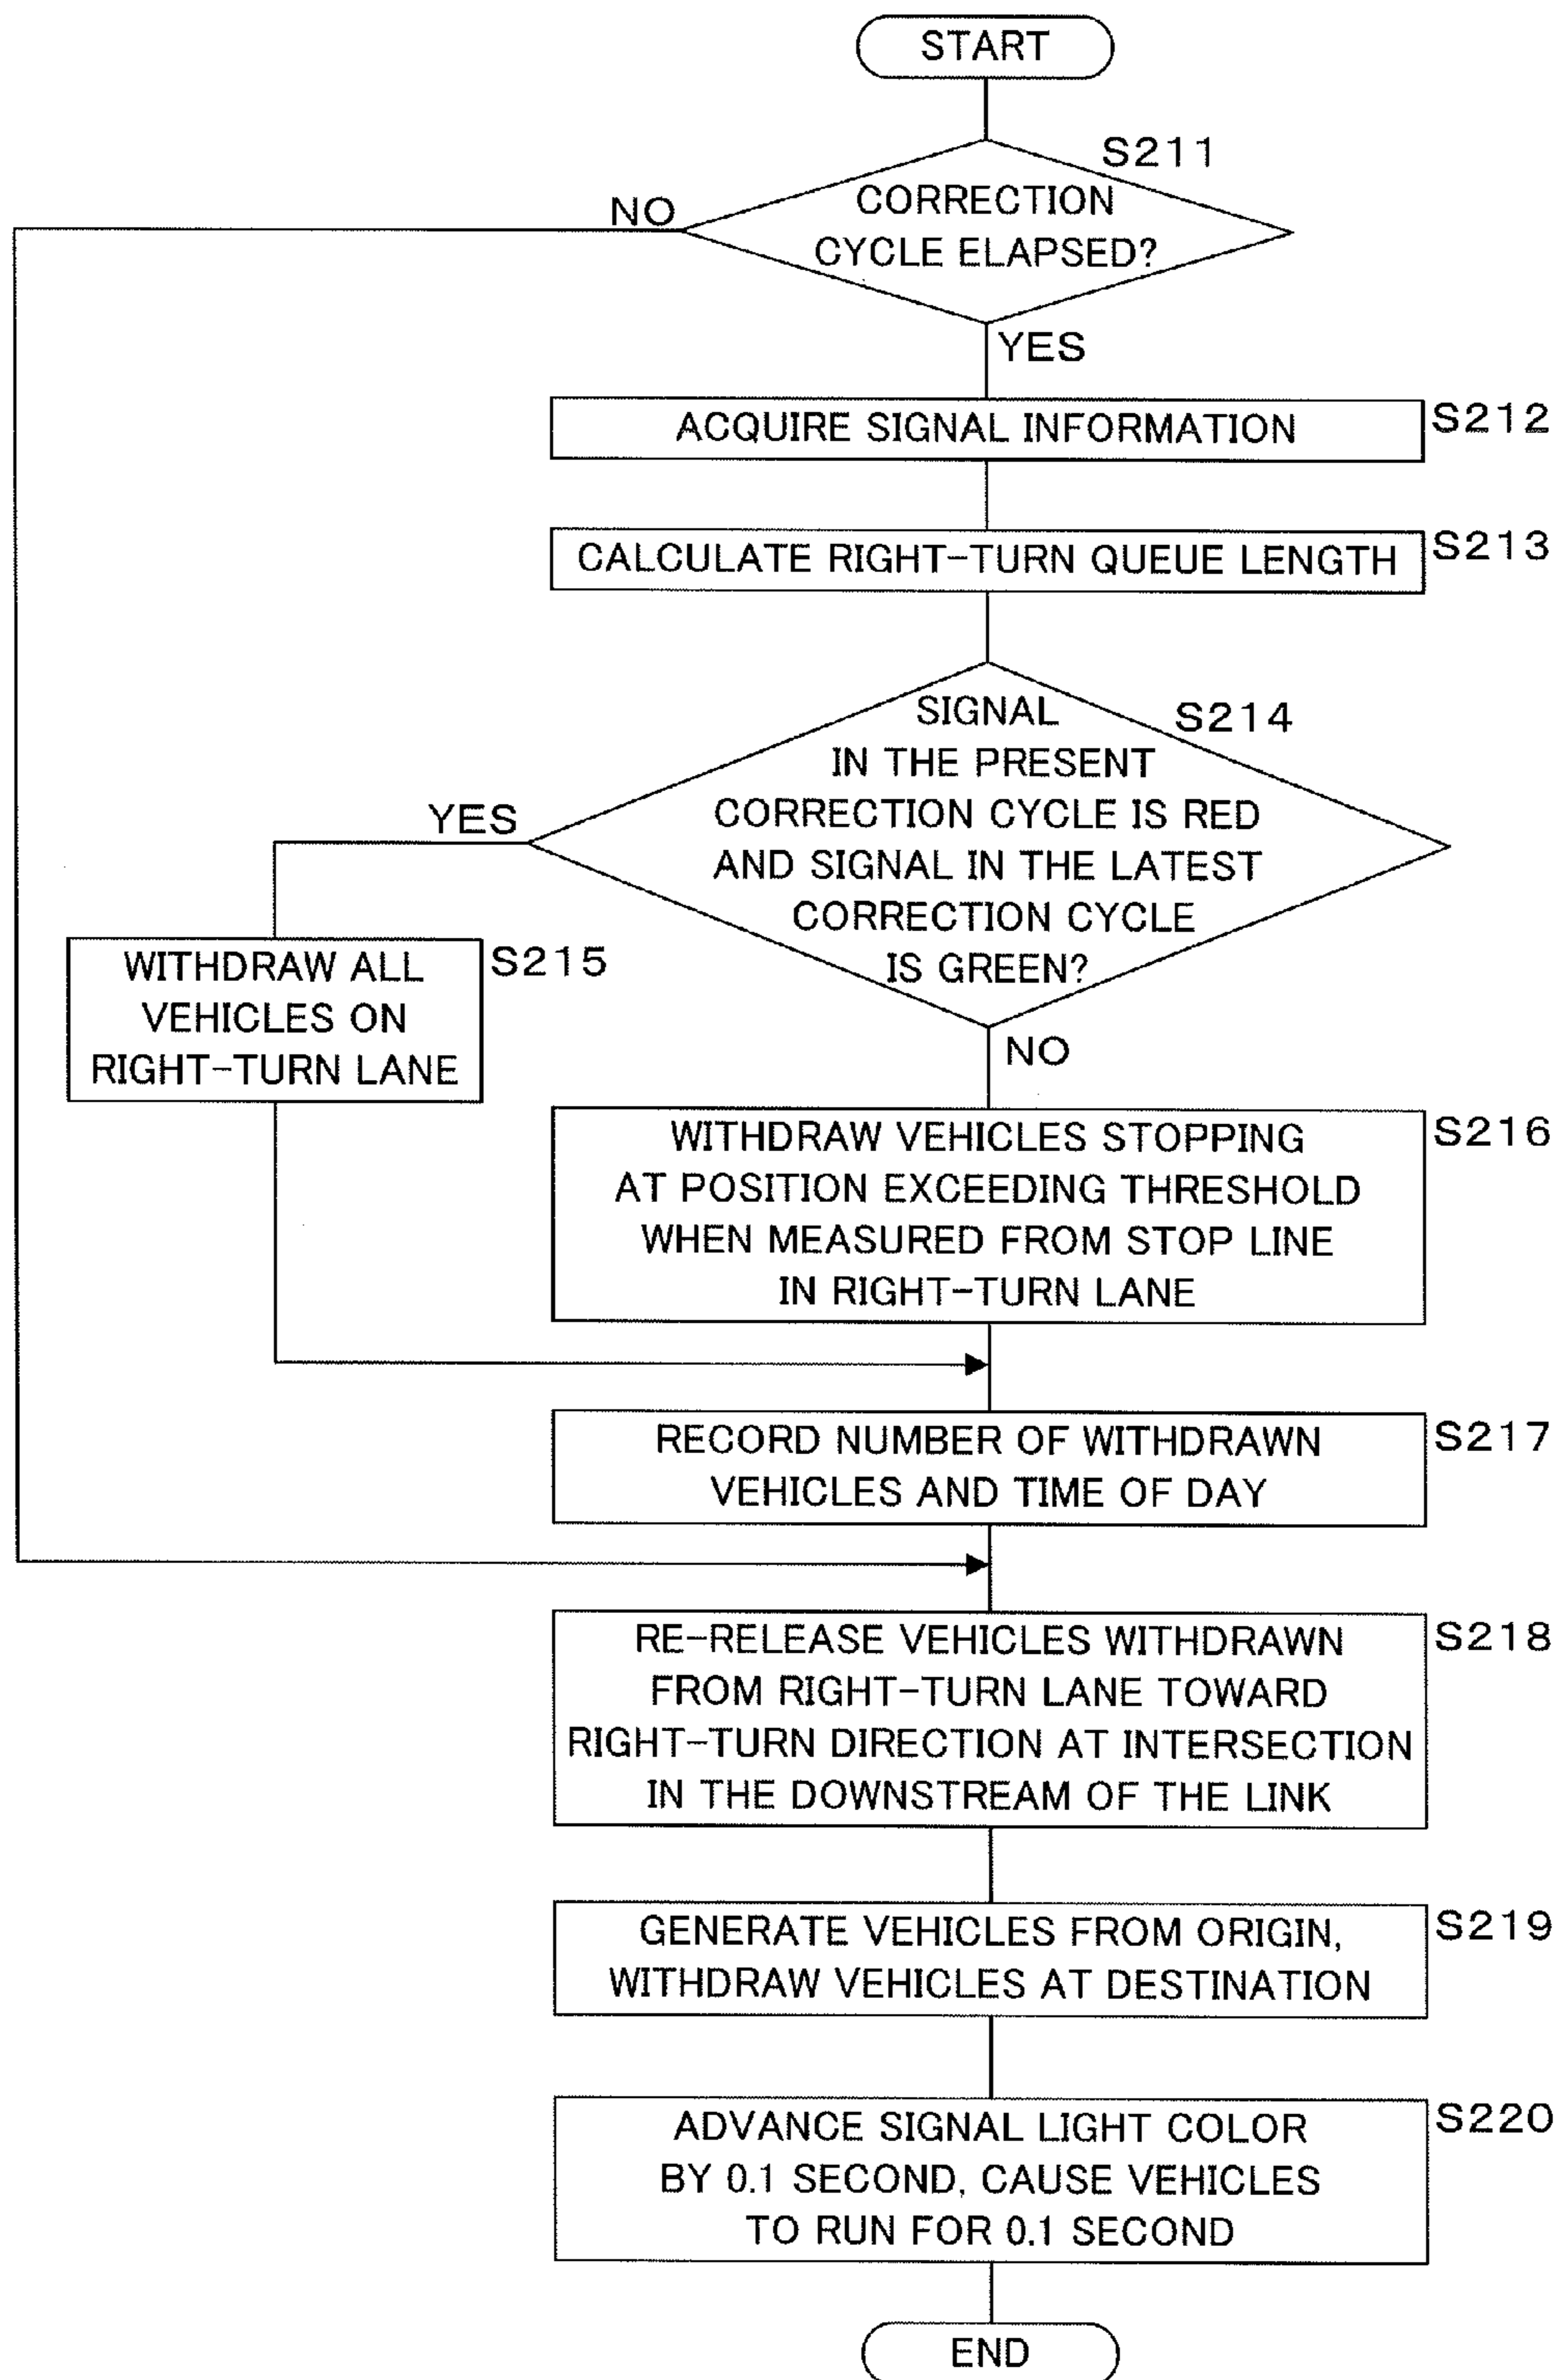 START
S211
CORRECTION
CYCLE ELAPSED?
NO
YES
ACQUIRE SIGNAL INFORMATION
S212
CALCULATE RIGHT-TURN QUEUE LENGTH
S213
S214
SIGNAL
IN THE PRESENT
CORRECTION CYCLE IS RED
AND SIGNAL IN THE LATEST
CORRECTION CYCLE
IS GREEN?
YES
NO
WITHDRAW ALL
VEHICLES ON
RIGHT-TURN LANE
S215
WITHDRAW VEHICLES STOPPING
AT POSITION EXCEEDING THRESHOLD
WHEN MEASURED FROM STOP LINE
IN RIGHT-TURN LANE
S216
RECORD NUMBER OF WITHDRAWN
VEHICLES AND TIME OF DAY
S217
RE-RELEASE VEHICLES WITHDRAWN
FROM RIGHT-TURN LANE TOWARD
RIGHT-TURN DIRECTION AT INTERSECTION
IN THE DOWNSTREAM OF THE LINK
S218
GENERATE VEHICLES FROM ORIGIN,
WITHDRAW VEHICLES AT DESTINATION
S219
ADVANCE SIGNAL LIGHT COLOR
BY 0.1 SECOND, CAUSE VEHICLES
TO RUN FOR 0.1 SECOND
S220
END